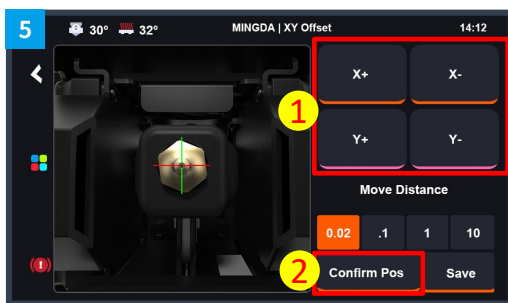 5
30° 32° MINGDA | XY Offset 14:12
X+ X-
1
Y+ Y-
Move Distance
0.02 .1 1 10
2 Confirm Pos Save